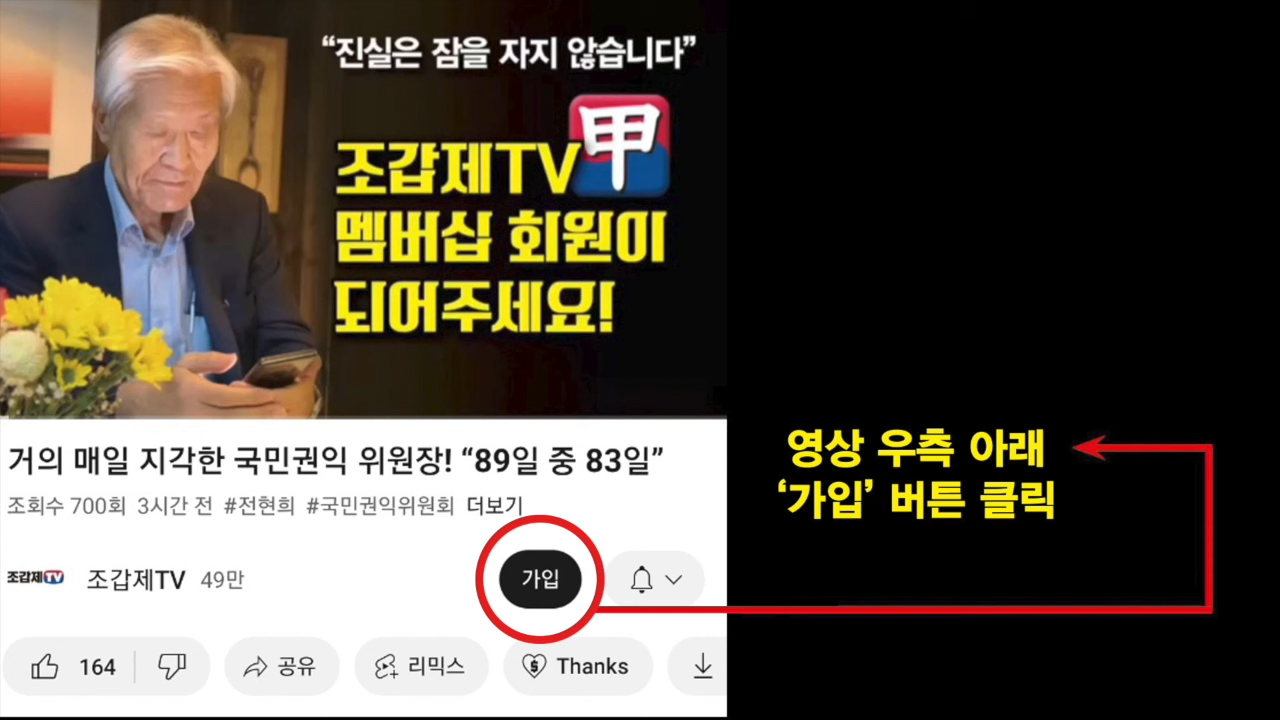 “진실은 잠을 자지 않습니다”
조갑제TV 甲
멤버십 회원이
되어주세요!
거의 매일 지각한 국민권익 위원장! “89일 중 83일”
조회수 700회 3시간 전 #전현희 #국민권익위원회 더보기
영상 우측 아래
‘가입’ 버튼 클릭
조갑제TV 조갑제TV 49만 가입
164 공유 리믹스 Thanks